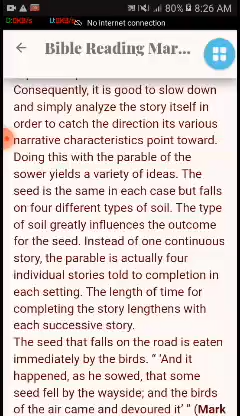 80% 8:26 AM
No internet connection
Bible Reading Mar...
Consequently, it is good to slow down
and simply analyze the story itself in
order to catch the direction its various
narrative characteristics point toward.
Doing this with the parable of the
sower yields a variety of ideas. The
seed is the same in each case but falls
on four different types of soil. The type
of soil greatly influences the outcome
for the seed. Instead of one continuous
story, the parable is actually four
individual stories told to completion in
each setting. The length of time for
completing the story lengthens with
each successive story.
The seed that falls on the road is eaten
immediately by the birds. “ ‘And it
happened, as he sowed, that some
seed fell by the wayside; and the birds
of the air came and devoured it’ ” (Mark